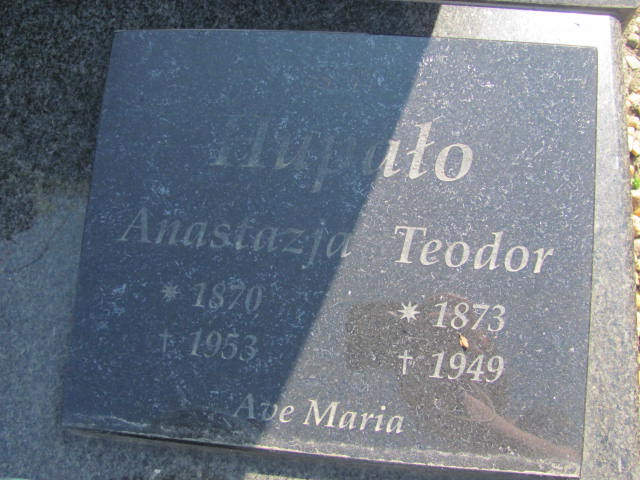 Hupało
Anastazja Teodor
* 1870 * 1873
† 1953 † 1949
Ave Maria